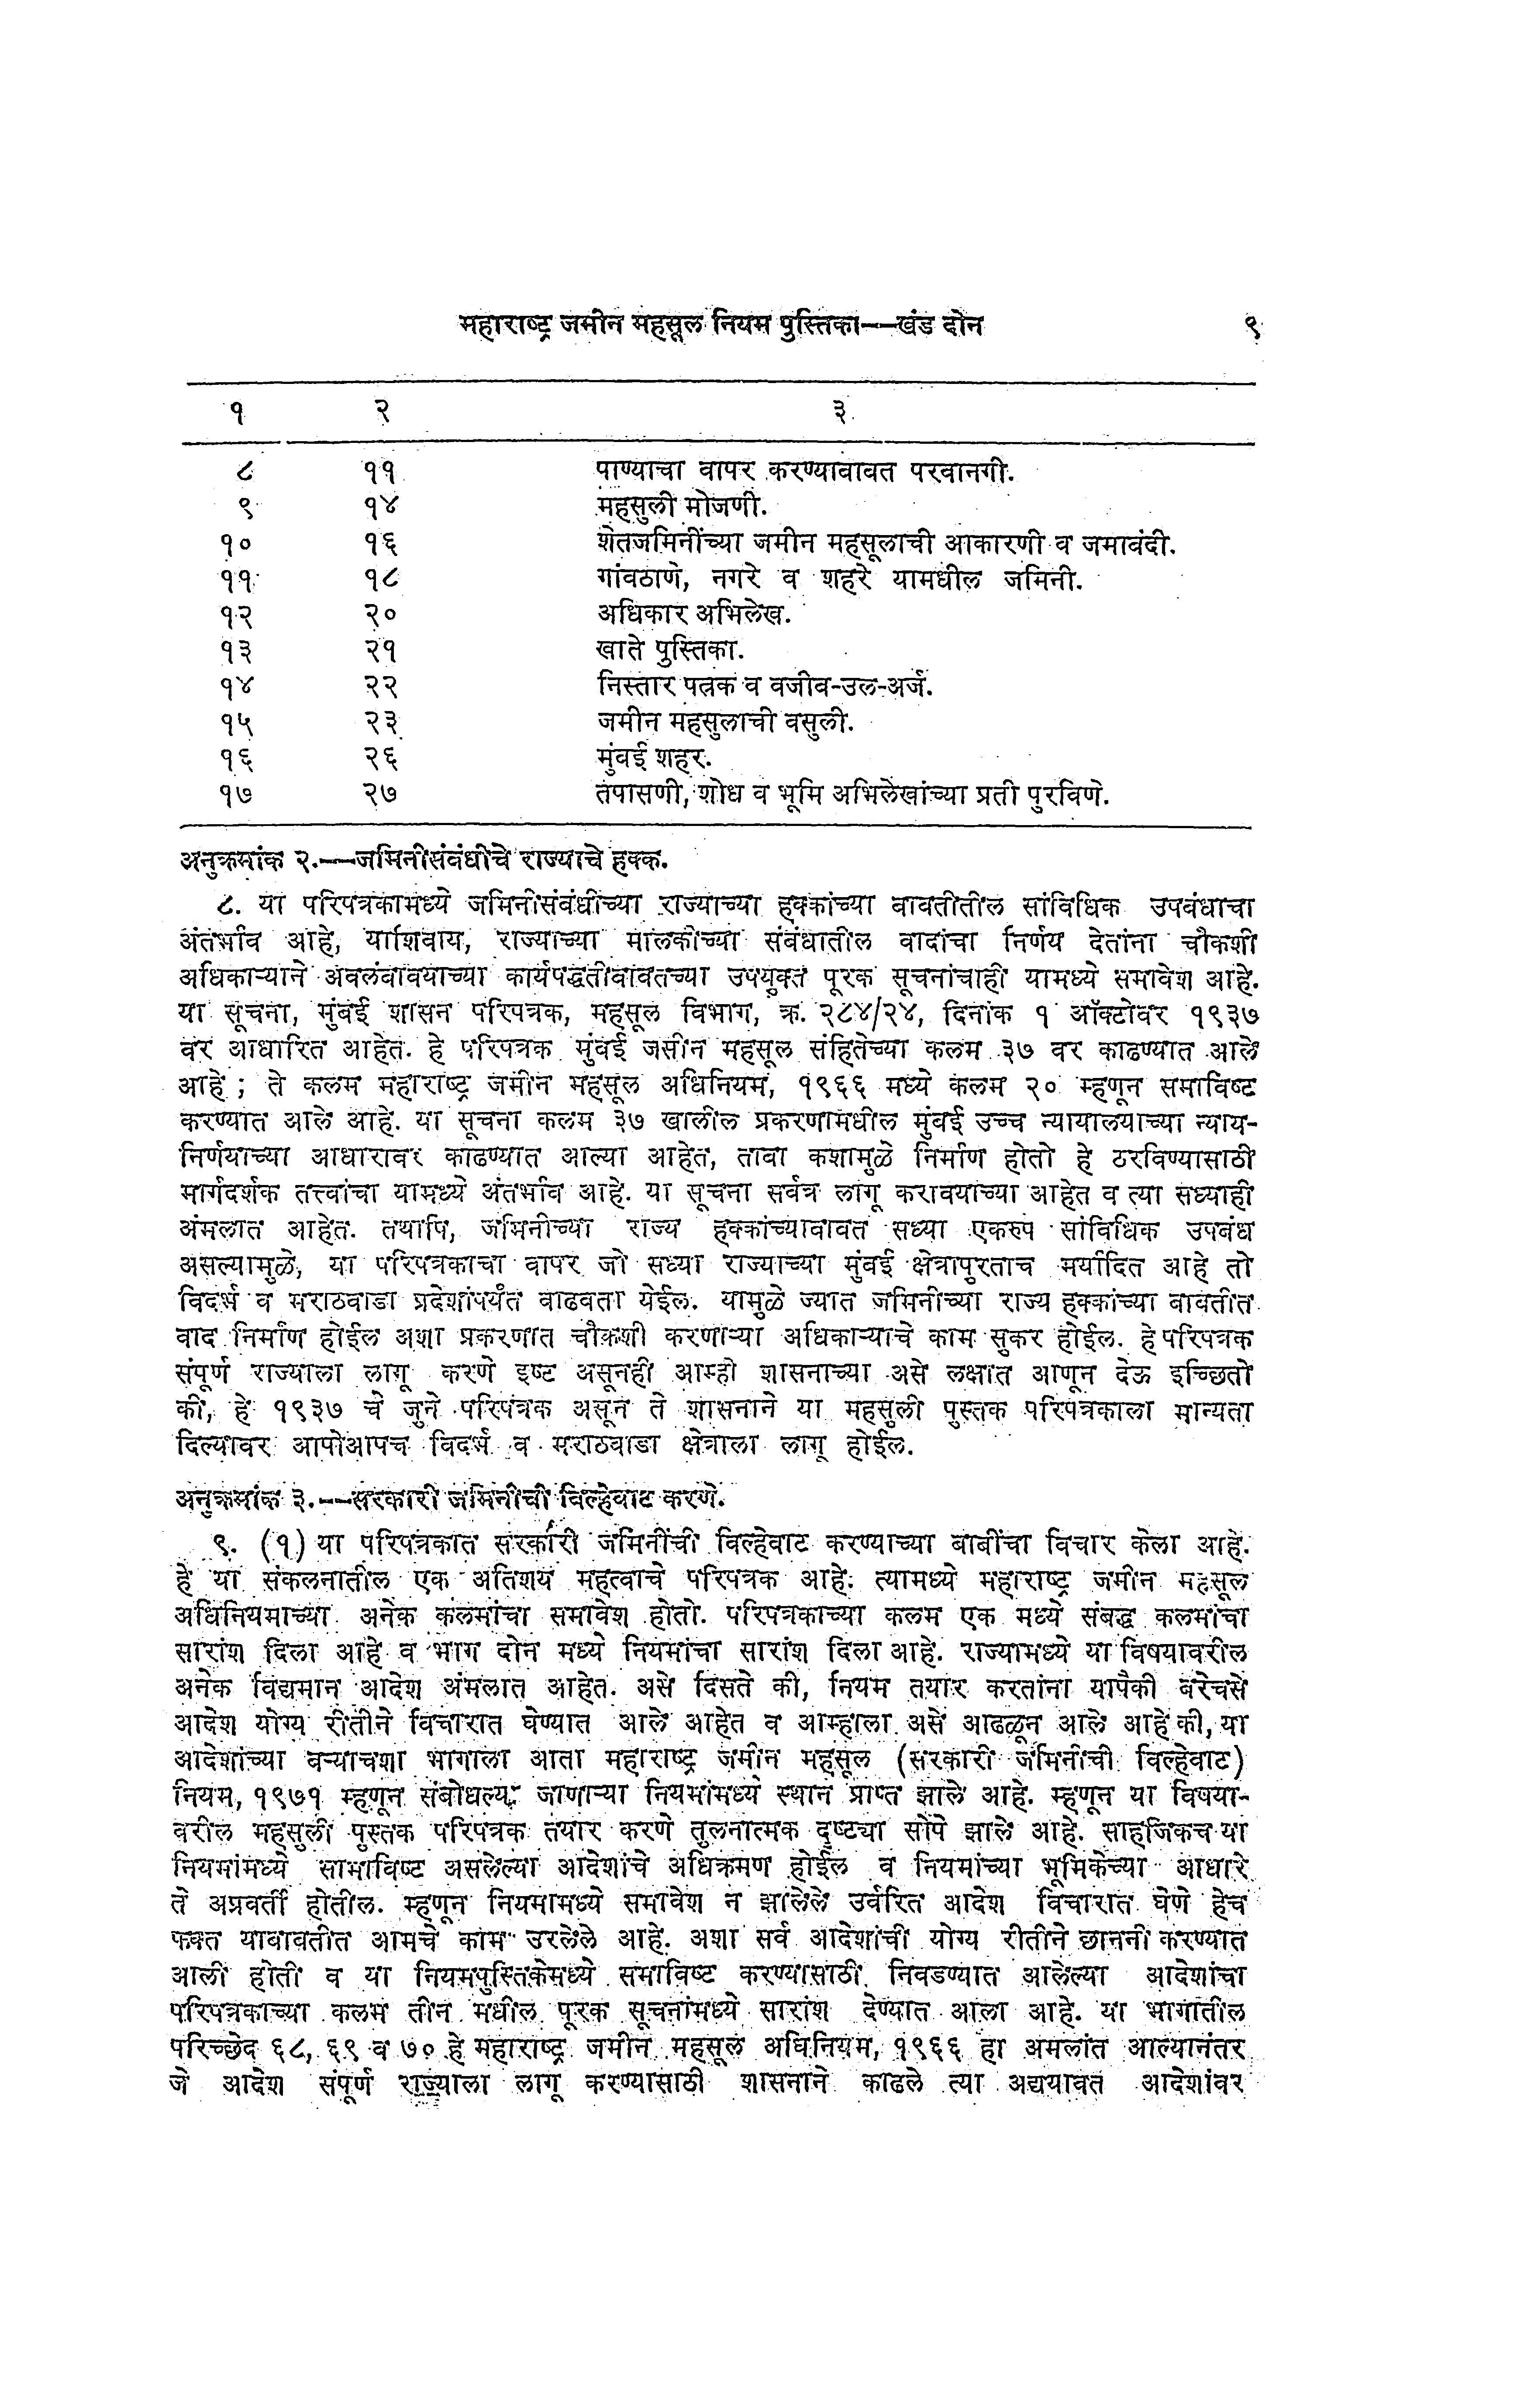 महाराष्ट्र जमीन महसूल नियम पुस्तिका--खंड दोन ९
१ २ ३
८ ११ पाण्याचा वापर करण्याबाबत परवानगी.
९ १४ महसुली मोजणी.
१० १६ शेतजमिनींच्या जमीन महसूलाची आकारणी व जमाबंदी.
११ १८ गांवठाणे, नगरे व शहरे यामधील जमिनी.
१२ २० अधिकार अभिलेख.
१३ २१ खाते पुस्तिका.
१४ २२ निस्तार पत्रक व वजीब-उल-अर्ज.
१५ २३ जमीन महसुलाची वसुली.
१६ २६ मुंबई शहर.
१७ २७ तपासणी, शोध व भूमि अभिलेखांच्या प्रती पुरविणे.
अनुक्रमांक २.--जमिनीसंबंधीचे राज्याचे हक्क.
८. या परिपत्रकामध्ये जमिनीसंबंधीच्या राज्याच्या हक्कांच्या बाबतीतील सांविधिक उपबंधाचा
अंतर्भाव आहे, याशिवाय, राज्याच्या मालकीच्या संबंधातील वादांचा निर्णय देतांना चौकशी
अधिकाऱ्याने अवलंबावयाच्या कार्यपद्धतीबाबतच्या उपयुक्त पूरक सूचनांचाही यामध्ये समावेश आहे.
या सूचना, मुंबई शासन परिपत्रक, महसूल विभाग, क्र. २८४/२४, दिनांक १ ऑक्टोबर १९३७
वर आधारित आहेत. हे परिपत्रक मुंबई जमीन महसूल संहितेच्या कलम ३७ वर काढण्यात आले
आहे ; ते कलम महाराष्ट्र जमीन महसूल अधिनियम, १९६६ मध्ये कलम २० म्हणून समाविष्ट
करण्यात आले आहे. या सूचना कलम ३७ खालील प्रकरणामधील मुंबई उच्च न्यायालयाच्या न्याय-
निर्णयाच्या आधारावर काढण्यात आल्या आहेत, ताबा कशामुळे निर्माण होतो हे ठरविण्यासाठी
मार्गदर्शक तत्त्वांचा यामध्ये अंतर्भाव आहे. या सूचना सर्वत्र लागू करावयाच्या आहेत व त्या सध्याही
अंमलात आहेत. तथापि, जमिनीच्या राज्य हक्कांच्याबाबत सध्या एकरुप सांविधिक उपबंध
असल्यामुळे, या परिपत्रकाचा वापर जो सध्या राज्याच्या मुंबई क्षेत्रापुरताच मर्यादित आहे तो
विदर्भ व मराठवाडा प्रदेशांपर्यंत वाढवता येईल. यामुळे ज्यात जमिनीच्या राज्य हक्कांच्या बाबतीत
वाद निर्माण होईल अशा प्रकरणात चौकशी करणाऱ्या अधिकाऱ्याचे काम सुकर होईल. हे परिपत्रक
संपूर्ण राज्याला लागू करणे इष्ट असूनही आम्ही शासनाच्या असे लक्षात आणून देऊ इच्छितो
की, हे १९३७ चे जुने परिपत्रक असून ते शासनाने या महसुली पुस्तक परिपत्रकाला मान्यता
दिल्यावर आपोआपच विदर्भ व मराठवाडा क्षेत्राला लागू होईल.
अनुक्रमांक ३.--सरकारी जमिनीची विल्हेवाट करणे.
९. (१) या परिपत्रकात सरकारी जमिनींची विल्हेवाट करण्याच्या बाबींचा विचार केला आहे.
हे या संकलनातील एक अतिशय महत्वाचे परिपत्रक आहे. त्यामध्ये महाराष्ट्र जमीन महसूल
अधिनियमाच्या अनेक कलमांचा समावेश होतो. परिपत्रकाच्या कलम एक मध्ये संबद्ध कलमांचा
सारांश दिला आहे व भाग दोन मध्ये नियमांचा सारांश दिला आहे. राज्यामध्ये या विषयावरील
अनेक विद्यमान आदेश अंमलात आहेत. असे दिसते की, नियम तयार करतांना यापैकी बरेचसे
आदेश योग्य रीतीने विचारात घेण्यात आले आहेत व आम्हाला असे आढळून आले आहे की, या
आदेशांच्या बऱ्याचशा भागाला आता महाराष्ट्र जमीन महसूल (सरकारी जमिनीची विल्हेवाट)
नियम, १९७१ म्हणून संबोधल्या जाणाऱ्या नियमांमध्ये स्थान प्राप्त झाले आहे. म्हणून या विषया-
वरील महसुली पुस्तक परिपत्रक तयार करणे तुलनात्मक दृष्ट्या सोपे झाले आहे. साहजिकच या
नियमांमध्ये सामाविष्ट असलेल्या आदेशांचे अधिक्रमण होईल व नियमांच्या भूमिकेच्या आधारे
ते अप्रवर्ती होतील. म्हणून नियमामध्ये समावेश न झालेले उर्वरित आदेश विचारात घेणे हेच
फक्त याबाबतीत आमचे काम उरलेले आहे. अशा सर्व आदेशांची योग्य रीतीने छाननी करण्यात
आली होती व या नियमपुस्तिकेमध्ये समाविष्ट करण्यासाठी निवडण्यात आलेल्या आदेशांचा
परिपत्रकाच्या कलम तीन मधील पूरक सूचनांमध्ये सारांश देण्यात आला आहे. या भागातील
परिच्छेद ६८, ६९ व ७० हे महाराष्ट्र जमीन महसूल अधिनियम, १९६६ हा अमलांत आल्यानंतर
जे आदेश संपूर्ण राज्याला लागू करण्यासाठी शासनाने काढले त्या अद्ययावत आदेशांवर